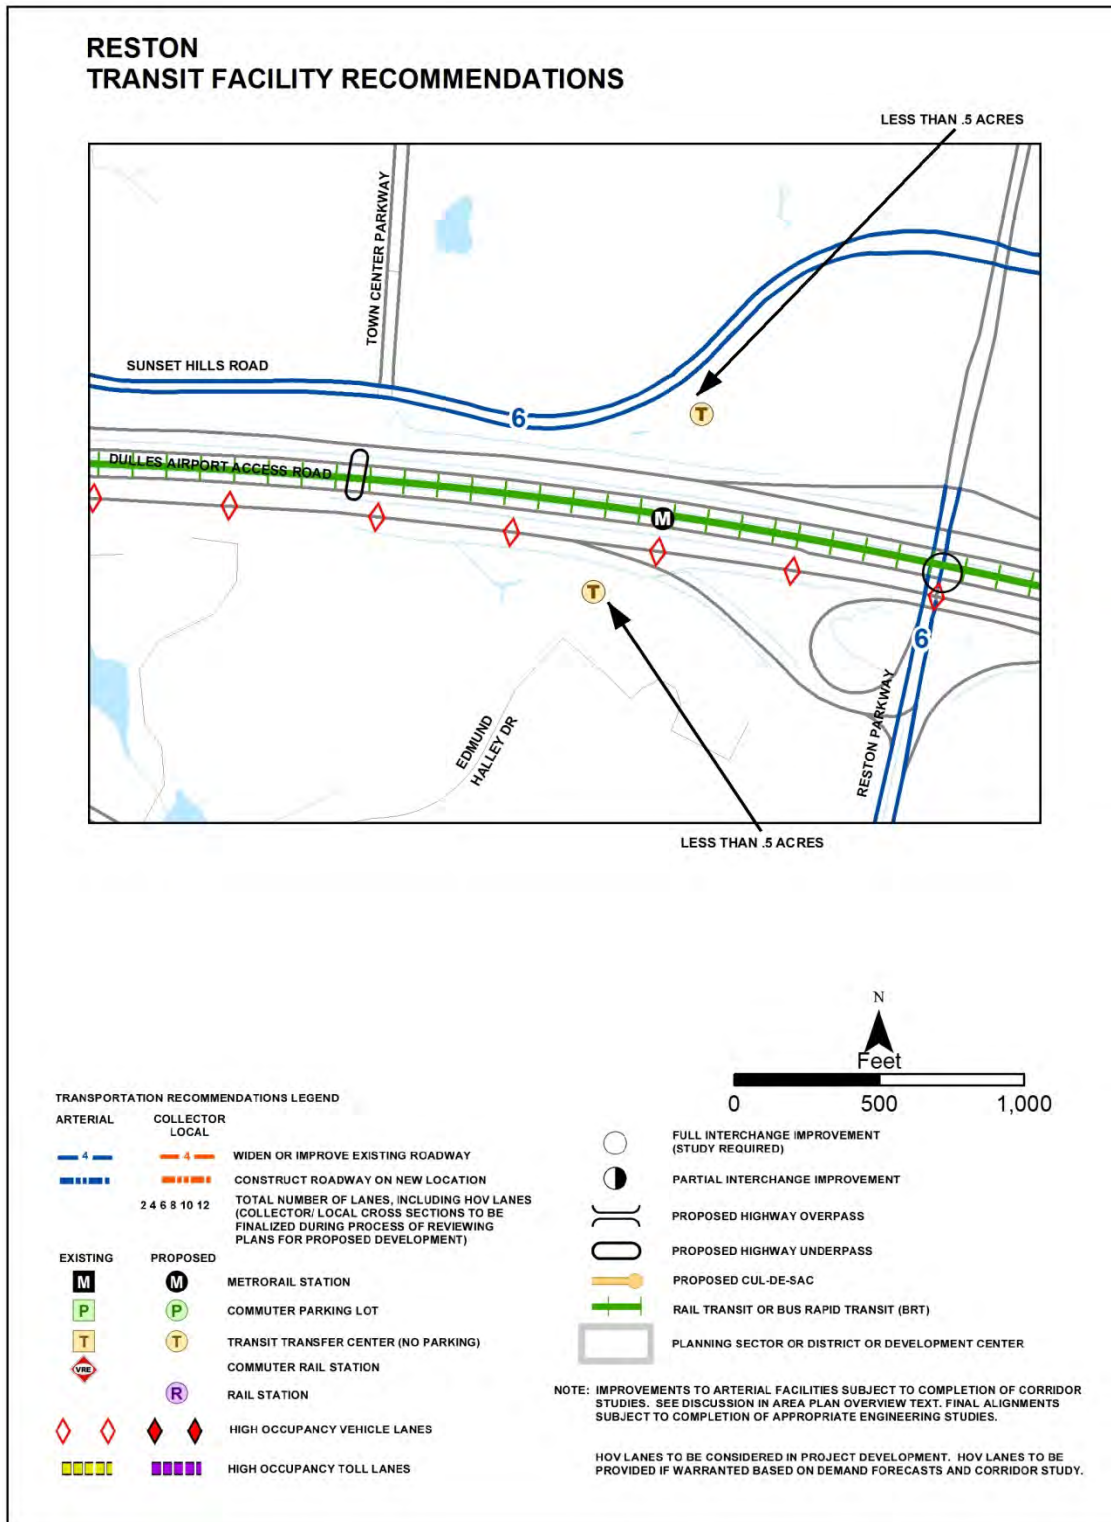 RESTON
TRANSIT FACILITY RECOMMENDATIONS
LESS THAN .5 ACRES
TOWN CENTER PARKWAY
SUNSET HILLS ROAD
6
DULLES AIRPORT ACCESS ROAD
T
M
T
6
RESTON PARKWAY
EDMUND
HALLEY DR
LESS THAN .5 ACRES
N
Feet
0 500 1,000
TRANSPORTATION RECOMMENDATIONS LEGEND
ARTERIAL COLLECTOR
LOCAL
4 4 WIDEN OR IMPROVE EXISTING ROADWAY
CONSTRUCT ROADWAY ON NEW LOCATION
2 4 6 8 10 12 TOTAL NUMBER OF LANES, INCLUDING HOV LANES
(COLLECTOR/ LOCAL CROSS SECTIONS TO BE
FINALIZED DURING PROCESS OF REVIEWING
PLANS FOR PROPOSED DEVELOPMENT)
EXISTING PROPOSED
M M METRORAIL STATION
P P COMMUTER PARKING LOT
T T TRANSIT TRANSFER CENTER (NO PARKING)
VRE COMMUTER RAIL STATION
R RAIL STATION
HIGH OCCUPANCY VEHICLE LANES
HIGH OCCUPANCY TOLL LANES
FULL INTERCHANGE IMPROVEMENT
(STUDY REQUIRED)
PARTIAL INTERCHANGE IMPROVEMENT
PROPOSED HIGHWAY OVERPASS
PROPOSED HIGHWAY UNDERPASS
PROPOSED CUL-DE-SAC
RAIL TRANSIT OR BUS RAPID TRANSIT (BRT)
PLANNING SECTOR OR DISTRICT OR DEVELOPMENT CENTER
NOTE: IMPROVEMENTS TO ARTERIAL FACILITIES SUBJECT TO COMPLETION OF CORRIDOR
STUDIES. SEE DISCUSSION IN AREA PLAN OVERVIEW TEXT. FINAL ALIGNMENTS
SUBJECT TO COMPLETION OF APPROPRIATE ENGINEERING STUDIES.
HOV LANES TO BE CONSIDERED IN PROJECT DEVELOPMENT. HOV LANES TO BE
PROVIDED IF WARRANTED BASED ON DEMAND FORECASTS AND CORRIDOR STUDY.